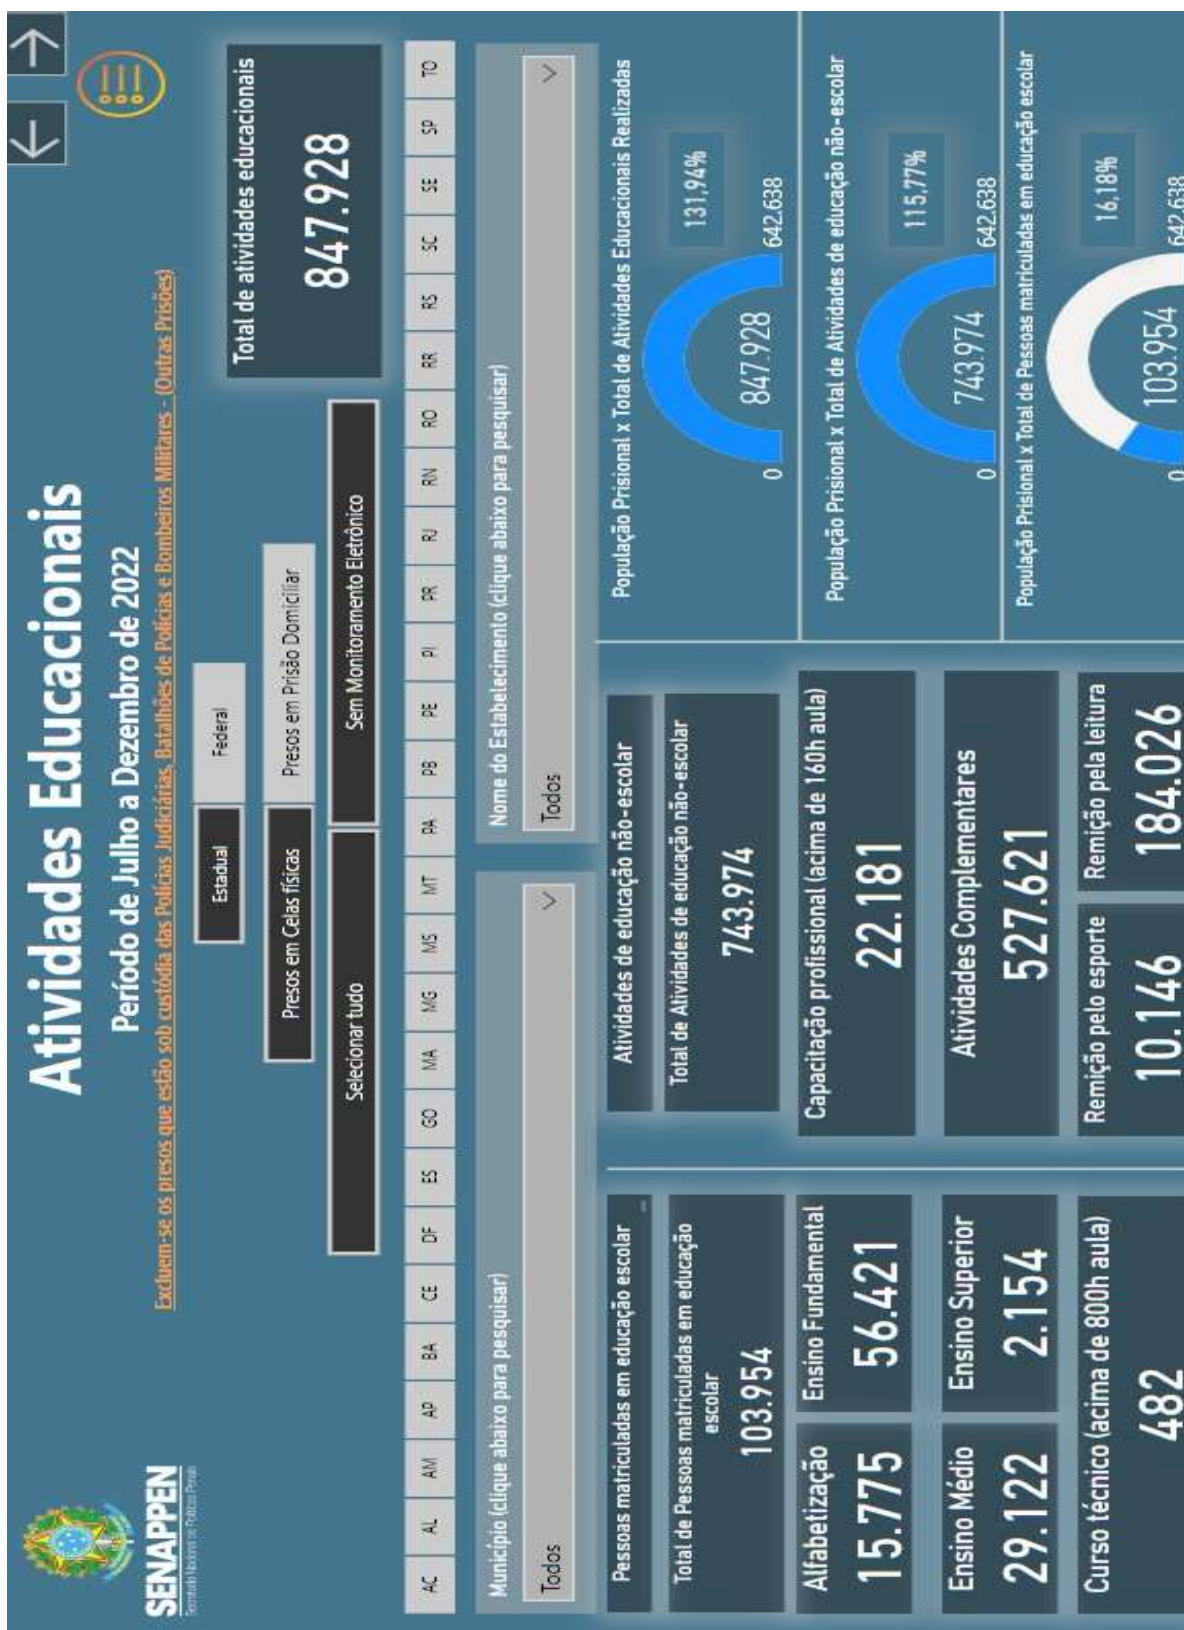 SENAPPEN
Secretaria Nacional de Políticas Penais
Atividades Educacionais
Período de Julho a Dezembro de 2022
Excluem-se os presos que estão sob custódia das Polícias Judiciárias, Batalhões de Polícias e Bombeiros Militares - (Outras Prisões)
Estadual
Federal
Presos em Celas físicas
Presos em Prisão Domiciliar
Selecionar tudo
Sem Monitoramento Eletrônico
Total de atividades educacionais
847.928
AC AL AM AP BA CE DF ES GO MA MG MS MT PA PB PE PI PR RJ RN RO RR RS SC SE SP TO
Município (clique abaixo para pesquisar)
Todos
Nome do Estabelecimento (clique abaixo para pesquisar)
Todos
Pessoas matriculadas em educação escolar
Total de Pessoas matriculadas em educação
escolar
103.954
Alfabetização
15.775
Ensino Fundamental
56.421
Ensino Médio
29.122
Ensino Superior
2.154
Curso técnico (acima de 800h aula)
482
Atividades de educação não-escolar
Total de Atividades de educação não-escolar
743.974
Capacitação profissional (acima de 160h aula)
22.181
Atividades Complementares
527.621
Remição pelo esporte
10.146
Remição pela leitura
184.026
População Prisional x Total de Atividades Educacionais Realizadas
131,94%
847.928
0
642.638
População Prisional x Total de Atividades de educação não-escolar
115,77%
743.974
0
642.638
População Prisional x Total de Pessoas matriculadas em educação escolar
16,18%
103.954
0
642.638